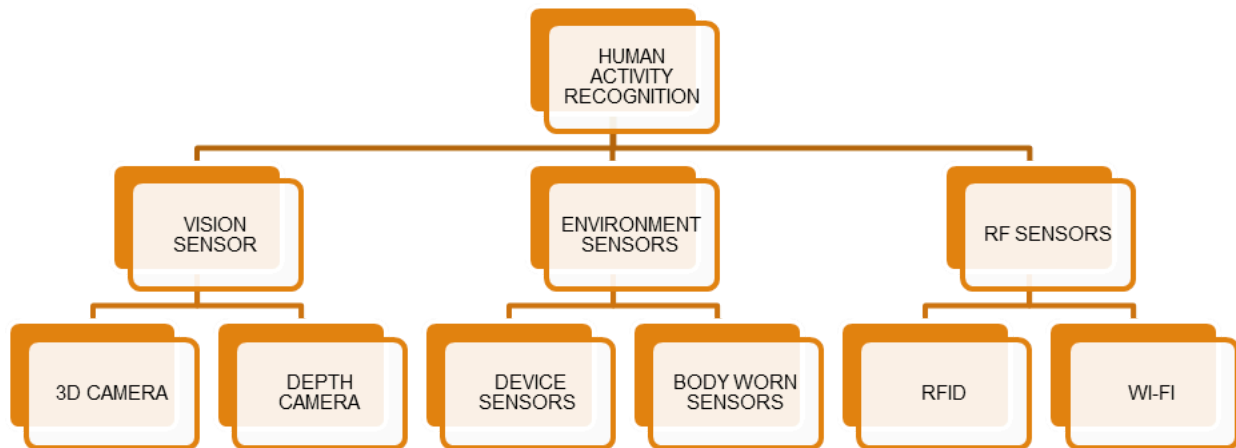 HUMAN
ACTIVITY
RECOGNITION
VISION
SENSOR
ENVIRONMENT
SENSORS
RF SENSORS
3D CAMERA
DEPTH
CAMERA
DEVICE
SENSORS
BODY WORN
SENSORS
RFID
WI-FI